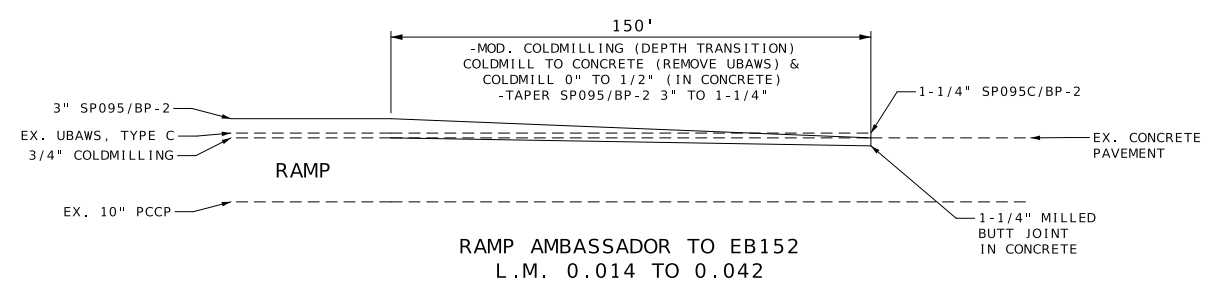 150'
-MOD. COLDMILLING (DEPTH TRANSITION)
COLDMILL TO CONCRETE (REMOVE UBAWS) &
COLDMILL 0" TO 1/2" (IN CONCRETE)
-TAPER SP095/BP-2 3" TO 1-1/4"
3" SP095/BP-2
1-1/4" SP095C/BP-2
EX. UBAWS, TYPE C
3/4" COLDMILLING
EX. CONCRETE
PAVEMENT
RAMP
EX. 10" PCCP
1-1/4" MILLED
BUTT JOINT
IN CONCRETE
RAMP AMBASSADOR TO EB152
L.M. 0.014 TO 0.042